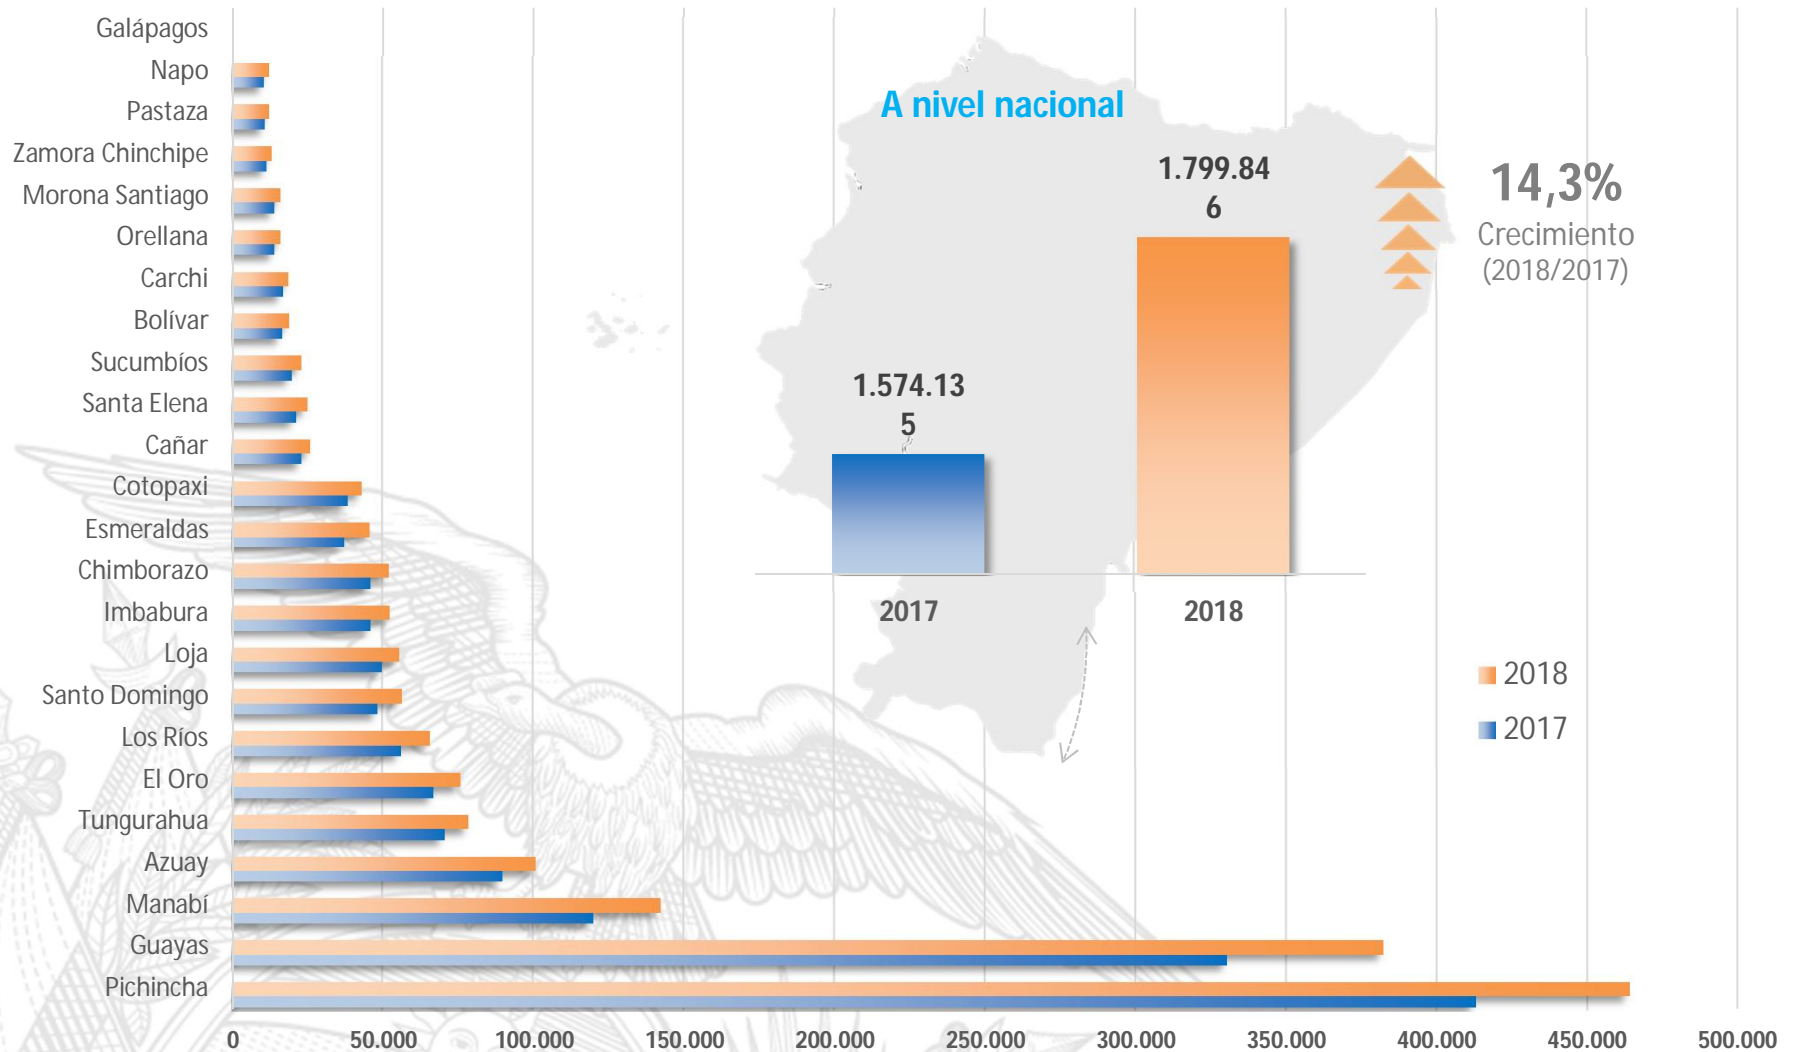 Galápagos
Napo
Pastaza
Zamora Chinchipe
Morona Santiago
Orellana
Carchi
Bolívar
Sucumbíos
Santa Elena
Cañar
Cotopaxi
Esmeraldas
Chimborazo
Imbabura
Loja
Santo Domingo
Los Ríos
El Oro
Tungurahua
Azuay
Manabí
Guayas
Pichincha
0 50.000 100.000 150.000 200.000 250.000 300.000 350.000 400.000 450.000 500.000
A nivel nacional
1.574.13
5
1.799.84
6
2017 2018
14,3%
Crecimiento
(2018/2017)
2018
2017